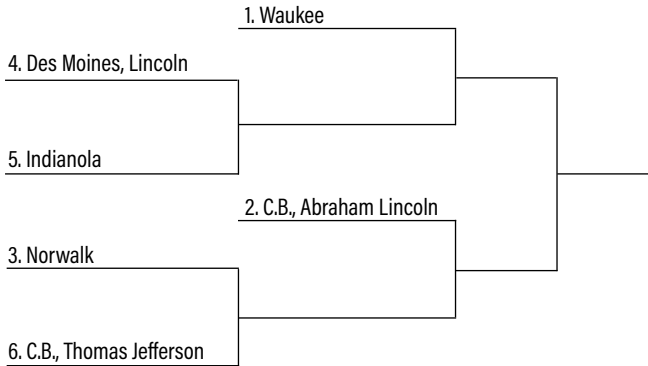 1. Waukee
4. Des Moines, Lincoln
5. Indianola
2. C.B., Abraham Lincoln
3. Norwalk
6. C.B., Thomas Jefferson